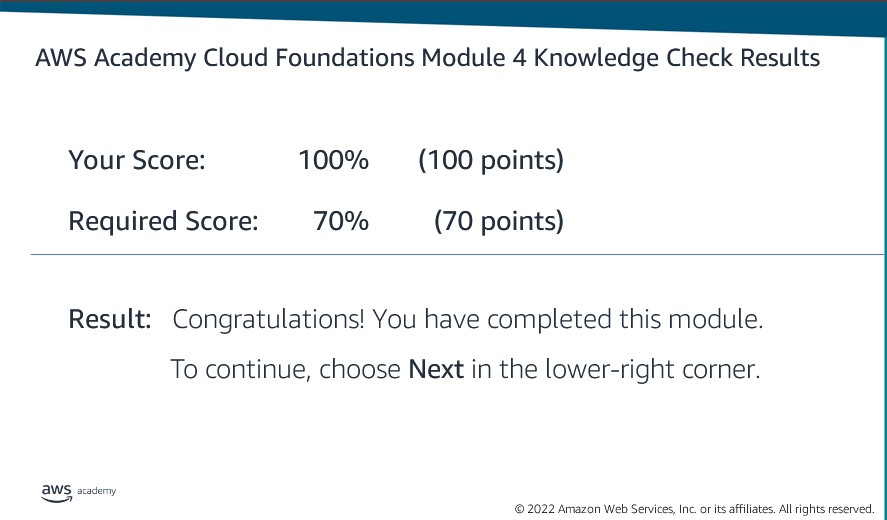 AWS Academy Cloud Foundations Module 4 Knowledge Check Results
Your Score: 100% (100 points)
Required Score: 70% (70 points)
Result: Congratulations! You have completed this module.
To continue, choose Next in the lower-right corner.
aws academy
© 2022 Amazon Web Services, Inc. or its affiliates. All rights reserved.